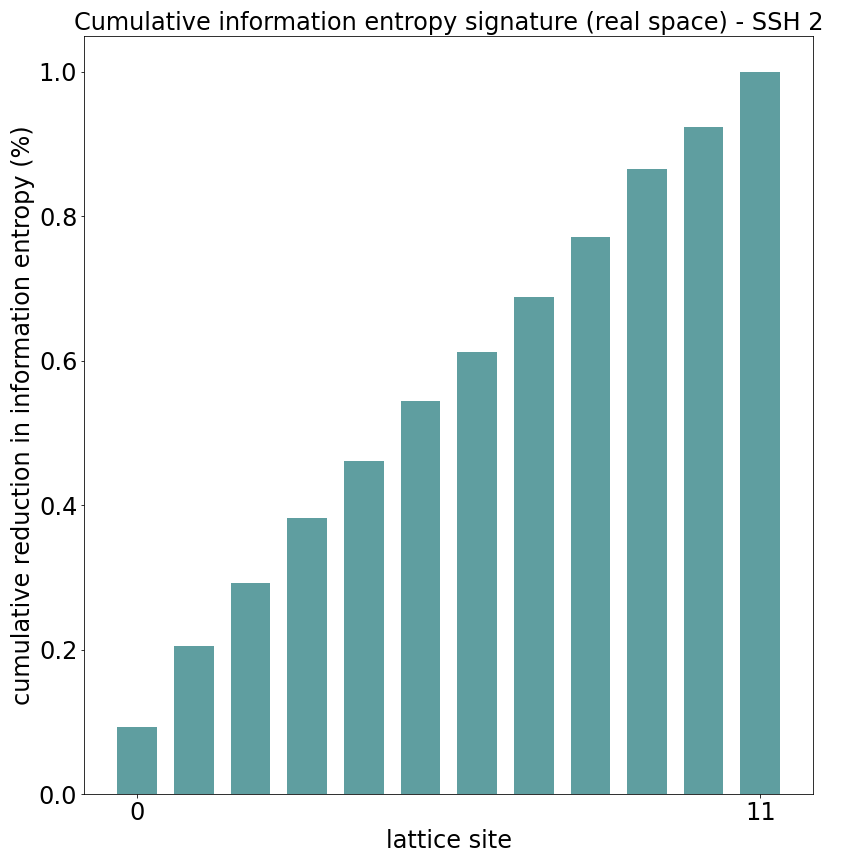 Cumulative information entropy signature (real space) - SSH 2
cumulative reduction in information entropy (%)
1.0
0.8
0.6
0.4
0.2
0.0
0
11
lattice site